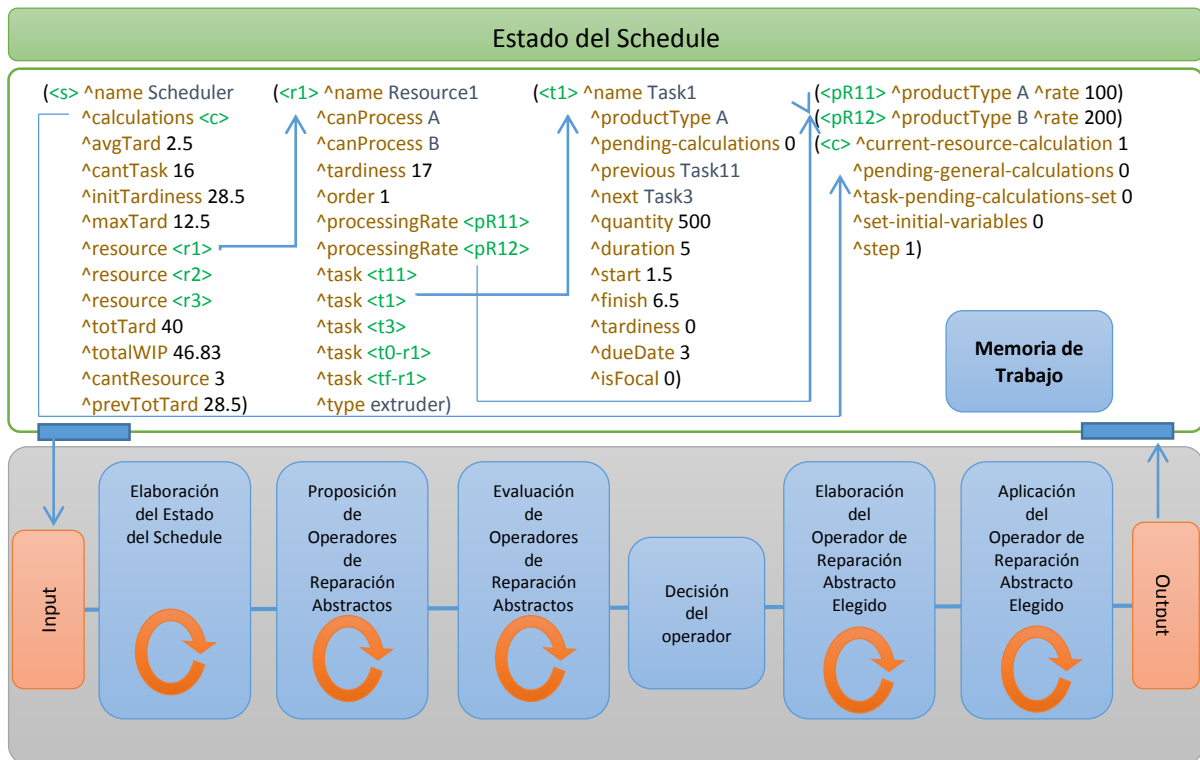 Estado del Schedule
(<s> ^name Scheduler
^calculations <c>
^avgTard 2.5
^cantTask 16
^initTardiness 28.5
^maxTard 12.5
^resource <r1>
^resource <r2>
^resource <r3>
^totTard 40
^totalWIP 46.83
^cantResource 3
^prevTotTard 28.5)
(<r1> ^name Resource1
^canProcess A
^canProcess B
^tardiness 17
^order 1
^processingRate <pR11>
^processingRate <pR12>
^task <t11>
^task <t1>
^task <t3>
^task <t0-r1>
^task <tf-r1>
^type extruder)
(<t1> ^name Task1
^productType A
^pending-calculations 0
^previous Task11
^next Task3
^quantity 500
^duration 5
^start 1.5
^finish 6.5
^tardiness 0
^dueDate 3
^isFocal 0)
(<pR11> ^productType A ^rate 100)
(<pR12> ^productType B ^rate 200)
(<c> ^current-resource-calculation 1
^pending-general-calculations 0
^task-pending-calculations-set 0
^set-initial-variables 0
^step 1)
Memoria de
Trabajo
Input
Elaboración
del Estado
del Schedule
Proposición
de
Operadores
de
Reparación
Abstractos
Evaluación
de
Operadores
de
Reparación
Abstractos
Decisión
del
operador
Elaboración
del
Operador de
Reparación
Abstracto
Elegido
Aplicación
del
Operador de
Reparación
Abstracto
Elegido
Output